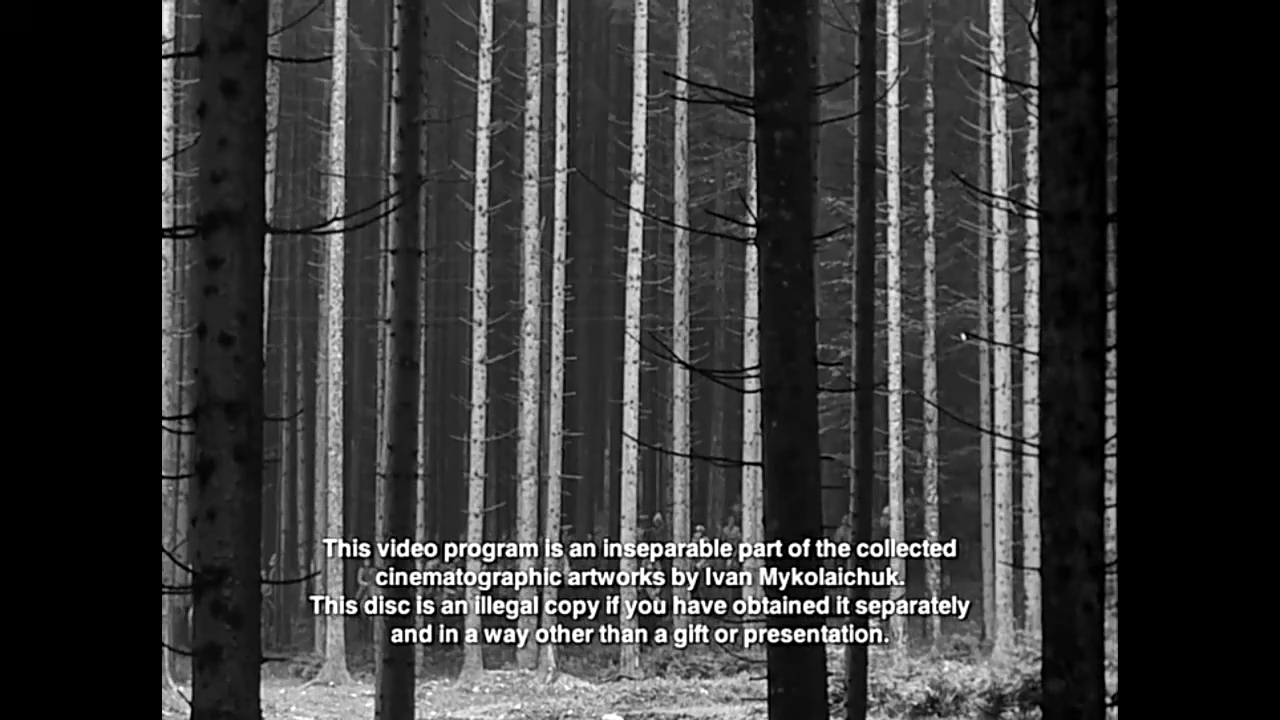 This video program is an inseparable part of the collected
cinematographic artworks by Ivan Mykolaichuk.
This disc is an illegal copy if you have obtained it separately
and in a way other than a gift or presentation.